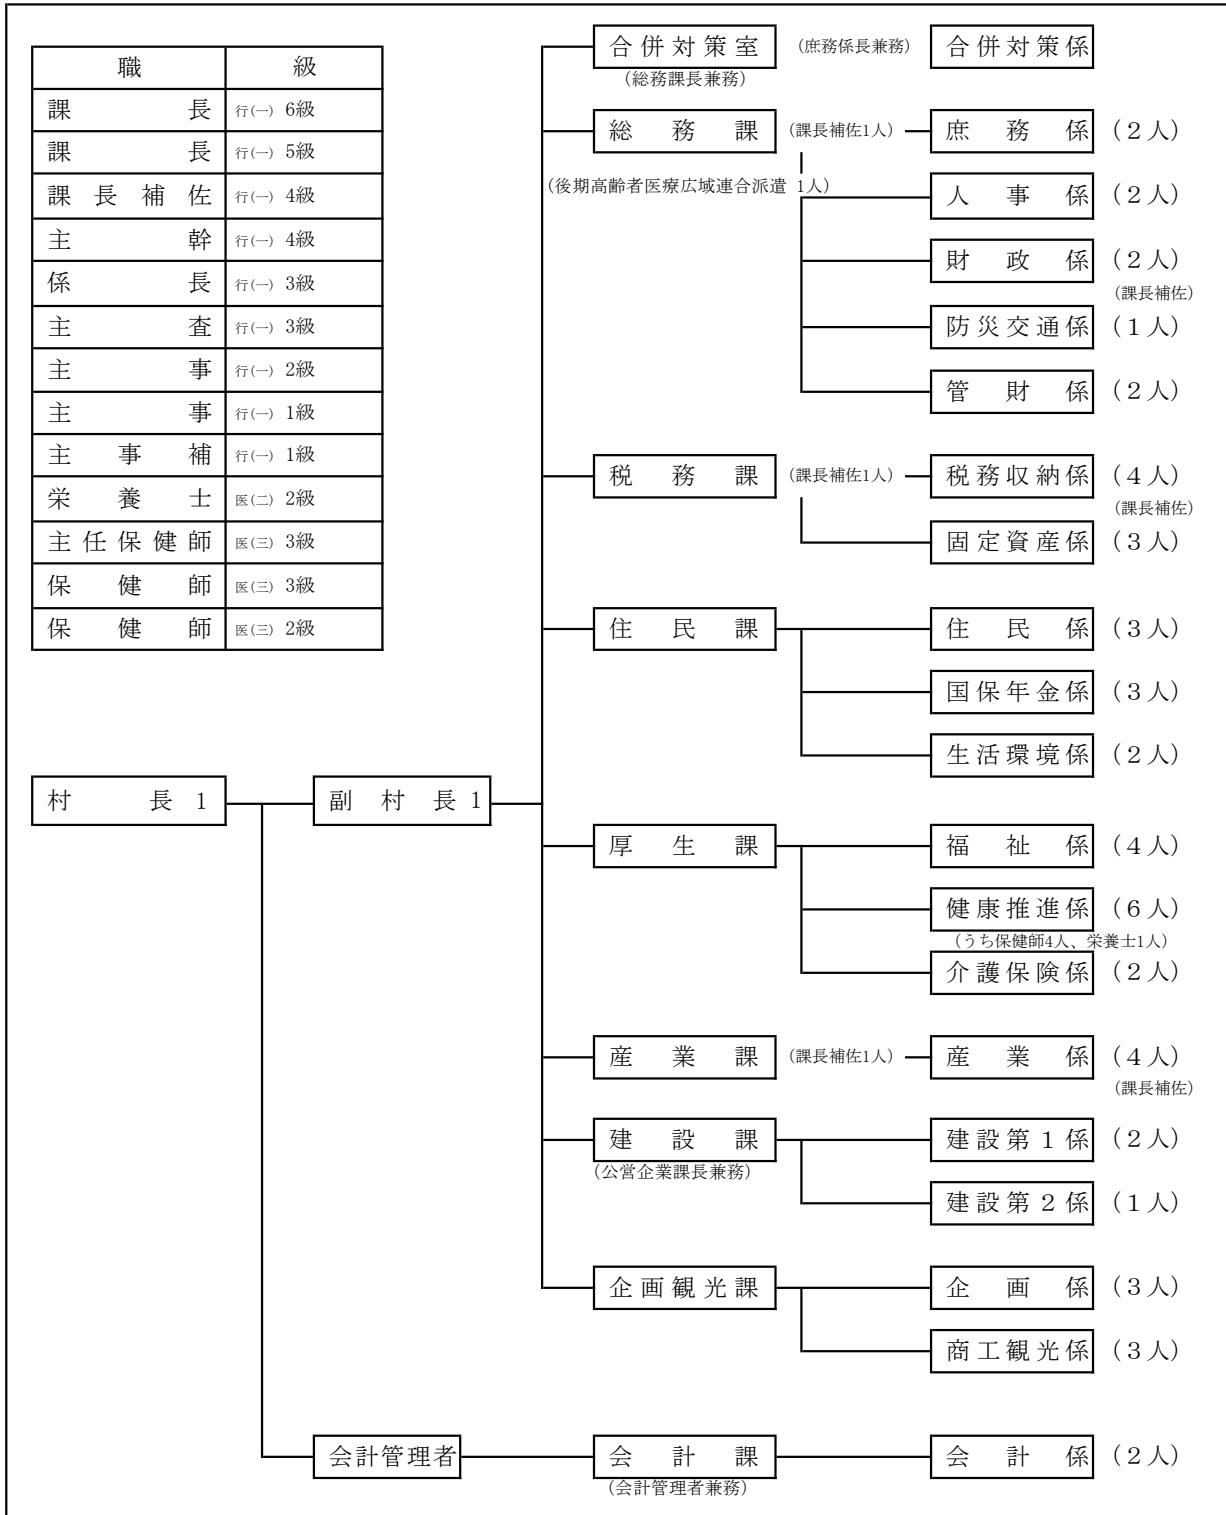 職 級
課長 行(一) 6級
課長 行(一) 5級
課長補佐 行(一) 4級
主幹 行(一) 4級
係長 行(一) 3級
主査 行(一) 3級
主事 行(一) 2級
主事 行(一) 1級
主事補 行(一) 1級
栄養士 医(二) 2級
主任保健師 医(三) 3級
保健師 医(三) 3級
保健師 医(三) 2級
村長 1
副村長 1
合併対策室 (庶務係長兼務) 合併対策係
(総務課長兼務)
総務課 (課長補佐1人) 庶務係 (2人)
(後期高齢者医療広域連合派遣 1人)
人事係 (2人)
財政係 (2人)
(課長補佐)
防災交通係 (1人)
管財係 (2人)
税務課 (課長補佐1人) 税務収納係 (4人)
(課長補佐)
固定資産係 (3人)
住民課 住民係 (3人)
国保年金係 (3人)
生活環境係 (2人)
厚生課 福祉係 (4人)
健康推進係 (6人)
(うち保健師4人、栄養士1人)
介護保険係 (2人)
産業課 (課長補佐1人) 産業係 (4人)
(課長補佐)
建設課 建設第1係 (2人)
(公営企業課長兼務)
建設第2係 (1人)
企画観光課 企画係 (3人)
商工観光係 (3人)
会計管理者 会計課 会計係 (2人)
(会計管理者兼務)